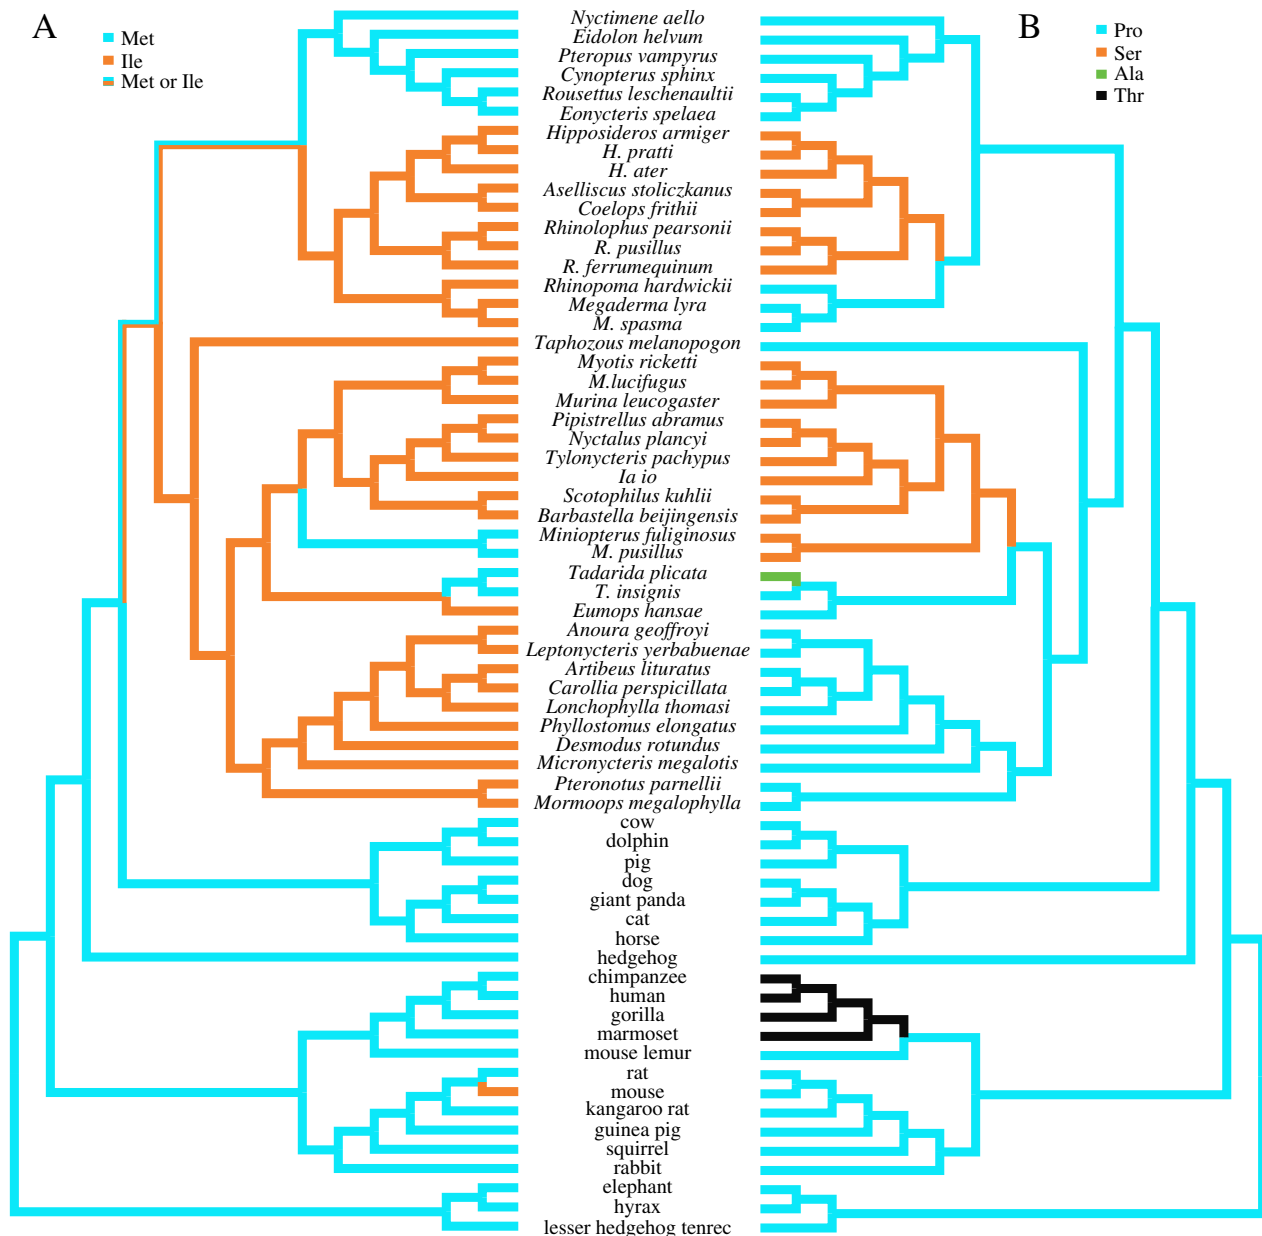 A
Met
Ile
Met or Ile
B
Pro
Ser
Ala
Thr
Nyctimene aello
Eidolon helvum
Pteropus vampyrus
Cynopterus sphinx
Rousettus leschenaultii
Eonycteris spelaea
Hipposideros armiger
H. pratti
H. ater
Aselliscus stoliczkanus
Coelops frithii
Rhinolophus pearsonii
R. pusillus
R. ferrumequinum
Rhinopoma hardwickii
Megaderma lyra
M. spasma
Taphozous melanopogon
Myotis ricketti
M.lucifugus
Murina leucogaster
Pipistrellus abramus
Nyctalus plancyi
Tylonycteris pachypus
Ia io
Scotophilus kuhlii
Barbastella beijingensis
Miniopterus fuliginosus
M. pusillus
Tadarida plicata
T. insignis
Eumops hansae
Anoura geoffroyi
Leptonycteris yerbabuenae
Artibeus lituratus
Carollia perspicillata
Lonchophylla thomasi
Phyllostomus elongatus
Desmodus rotundus
Micronycteris megalotis
Pteronotus parnellii
Mormoops megalophylla
cow
dolphin
pig
dog
giant panda
cat
horse
hedgehog
chimpanzee
human
gorilla
marmoset
mouse lemur
rat
mouse
kangaroo rat
guinea pig
squirrel
rabbit
elephant
hyrax
lesser hedgehog tenrec